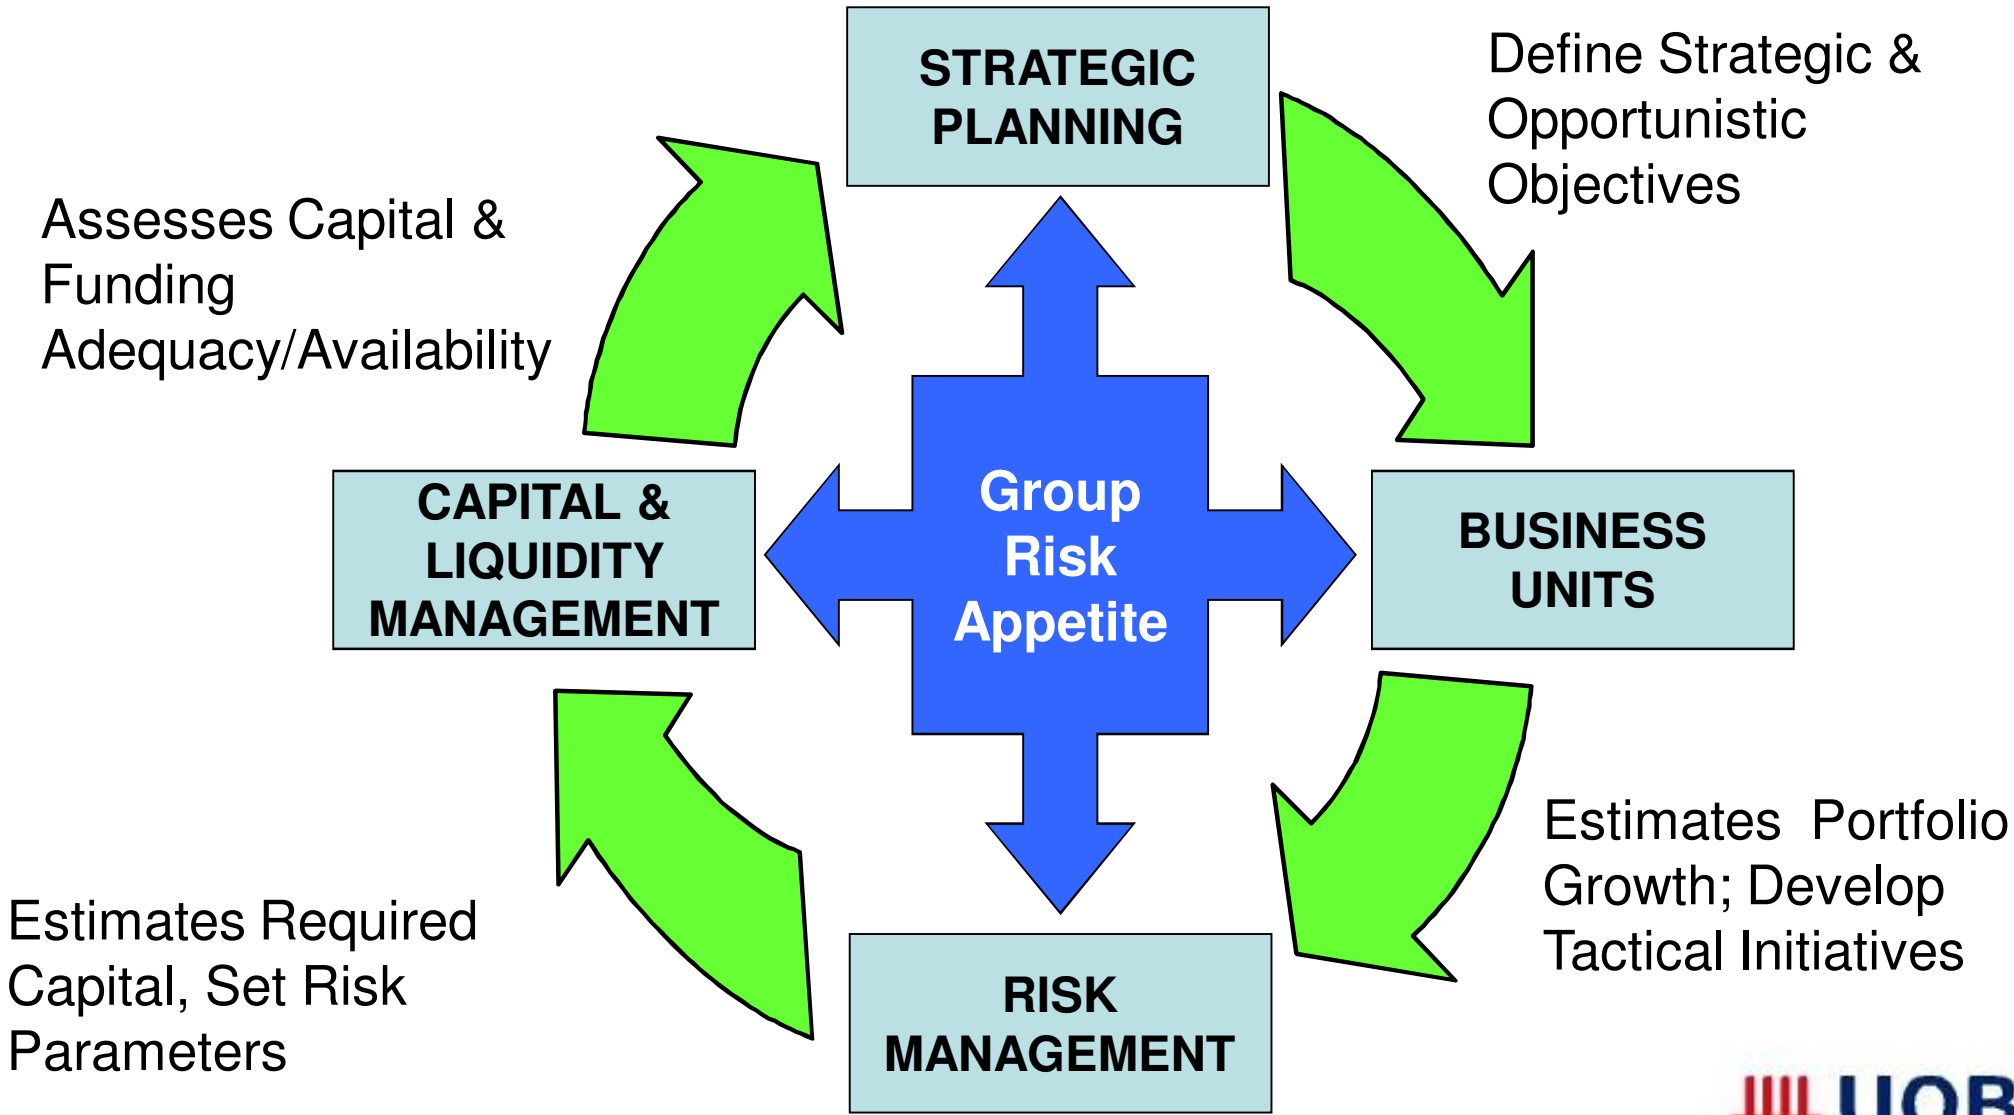 STRATEGIC
PLANNING
Define Strategic &
Opportunistic
Objectives
Assesses Capital &
Funding
Adequacy/Availability
CAPITAL &
LIQUIDITY
MANAGEMENT
Group
Risk
Appetite
BUSINESS
UNITS
Estimates Portfolio
Growth; Develop
Tactical Initiatives
Estimates Required
Capital, Set Risk
Parameters
RISK
MANAGEMENT
UOB